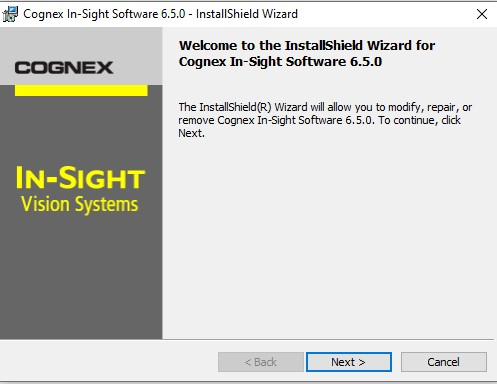 Cognex In-Sight Software 6.5.0 - InstallShield Wizard
COGNEX
IN-SIGHT
Vision Systems
Welcome to the InstallShield Wizard for
Cognex In-Sight Software 6.5.0
The InstallShield(R) Wizard will allow you to modify, repair, or
remove Cognex In-Sight Software 6.5.0. To continue, click
Next.
< Back
Next >
Cancel